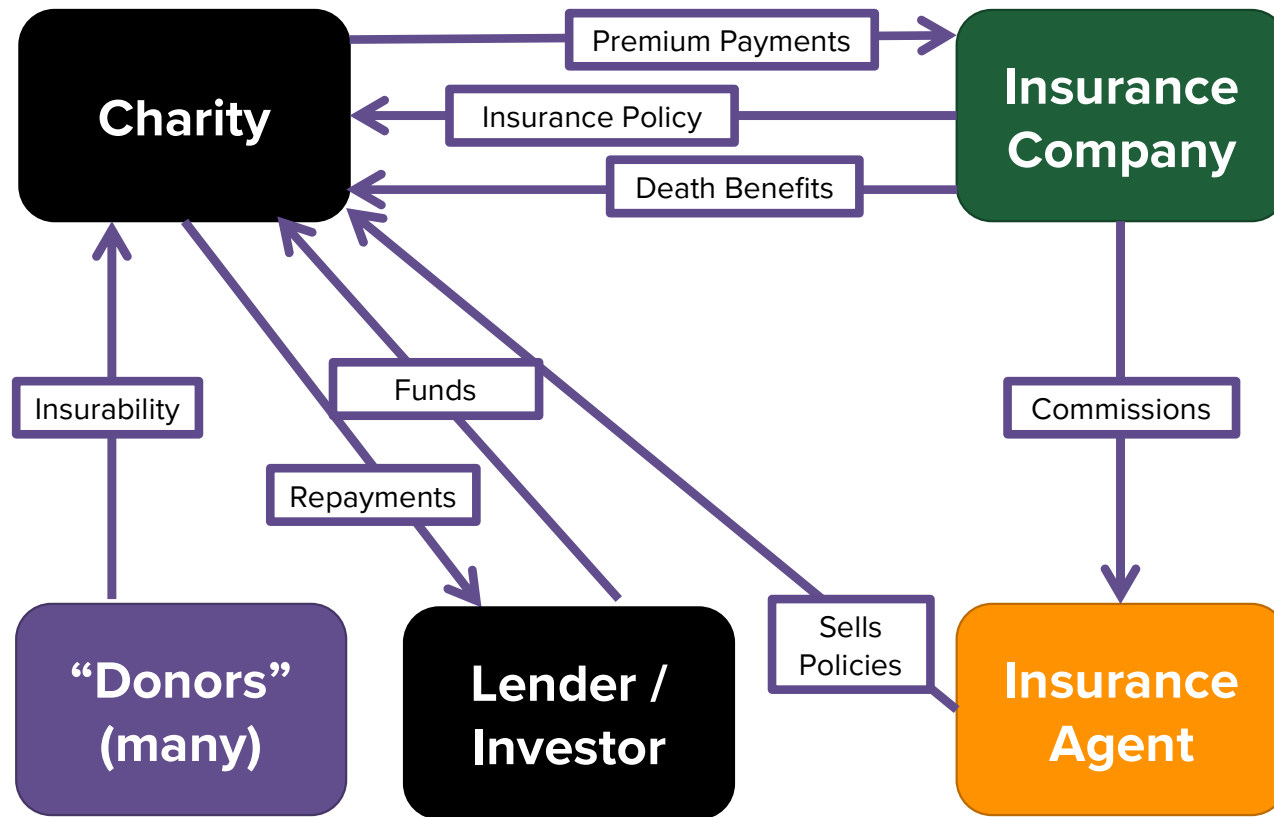 Premium Payments
Charity
Insurance
Company
Insurance Policy
Death Benefits
Insurability
Funds
Commissions
Repayments
“Donors”
(many)
Lender /
Investor
Sells
Policies
Insurance
Agent